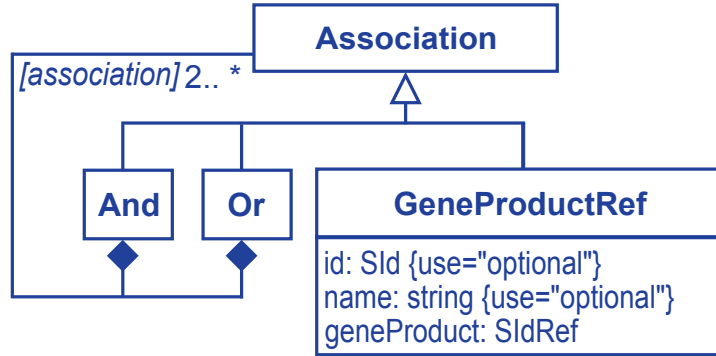 Association
[association] 2.. *
And
Or
GeneProductRef
id: SId {use="optional"}
name: string {use="optional"}
geneProduct: SIdRef